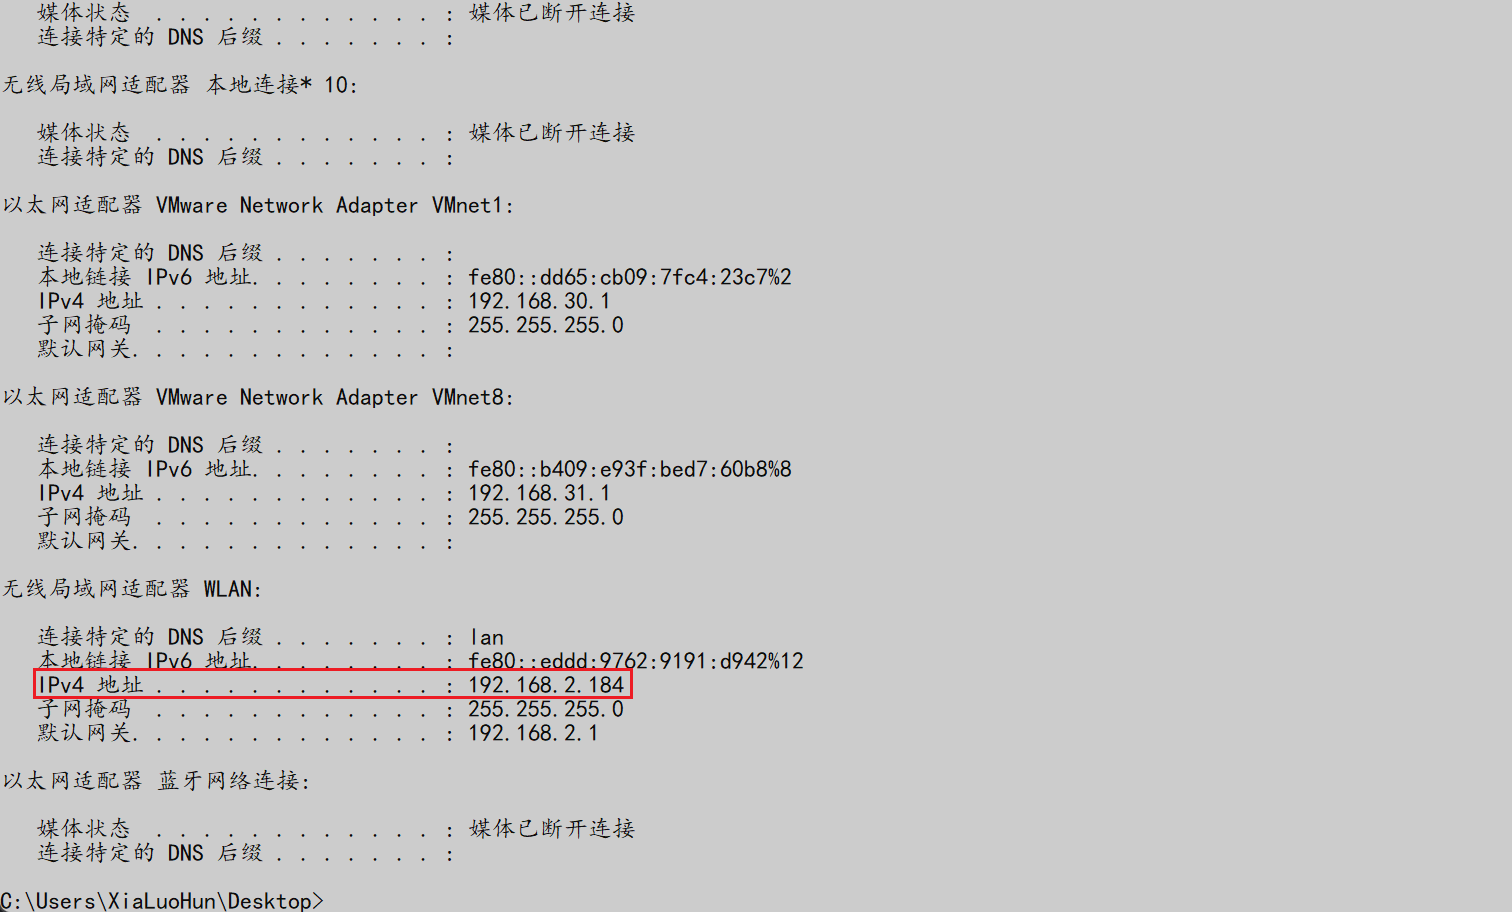 媒体状态  . . . . . . . . . . . . : 媒体已断开连接
连接特定的 DNS 后缀 . . . . . . . :
无线局域网适配器 本地连接* 10:
媒体状态  . . . . . . . . . . . . : 媒体已断开连接
连接特定的 DNS 后缀 . . . . . . . :
以太网适配器 VMware Network Adapter VMnet1:
连接特定的 DNS 后缀 . . . . . . . :
本地链接 IPv6 地址. . . . . . . . : fe80::dd65:cb09:7fc4:23c7%2
IPv4 地址 . . . . . . . . . . . . : 192.168.30.1
子网掩码  . . . . . . . . . . . . : 255.255.255.0
默认网关. . . . . . . . . . . . . :
以太网适配器 VMware Network Adapter VMnet8:
连接特定的 DNS 后缀 . . . . . . . :
本地链接 IPv6 地址. . . . . . . . : fe80::b409:e93f:bed7:60b8%8
IPv4 地址 . . . . . . . . . . . . : 192.168.31.1
子网掩码  . . . . . . . . . . . . : 255.255.255.0
默认网关. . . . . . . . . . . . . :
无线局域网适配器 WLAN:
连接特定的 DNS 后缀 . . . . . . . : lan
本地链接 IPv6 地址. . . . . . . . : fe80::eddd:9762:9191:d942%12
IPv4 地址 . . . . . . . . . . . . : 192.168.2.184
子网掩码  . . . . . . . . . . . . : 255.255.255.0
默认网关. . . . . . . . . . . . . : 192.168.2.1
以太网适配器 蓝牙网络连接:
媒体状态  . . . . . . . . . . . . : 媒体已断开连接
连接特定的 DNS 后缀 . . . . . . . :
C:\Users\XiaLuoHun\Desktop>